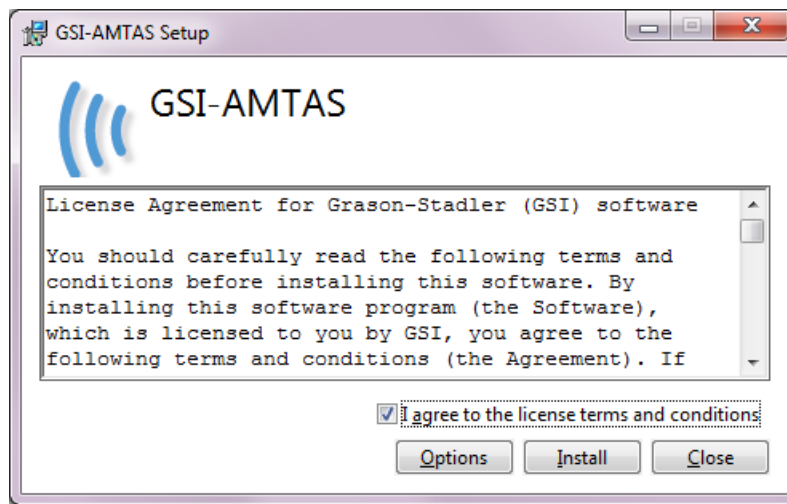 GSI-AMTAS Setup
GSI-AMTAS
License Agreement for Grason-Stadler (GSI) software
You should carefully read the following terms and
conditions before installing this software. By
installing this software program (the Software),
which is licensed to you by GSI, you agree to the
following terms and conditions (the Agreement). If
I agree to the license terms and conditions
Options Install Close